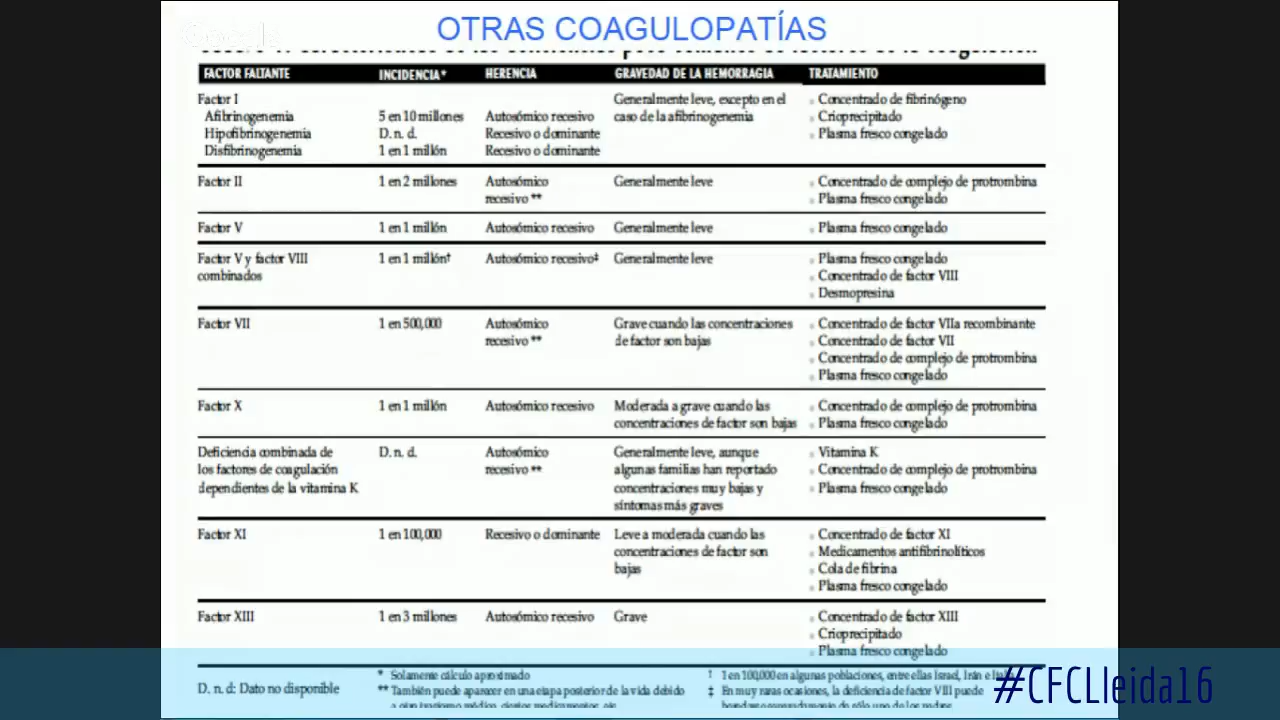 OTRAS COAGULOPATÍAS
FACTOR FALTANTE INCIDENCIA* HERENCIA GRAVEDAD DE LA HEMORRAGIA TRATAMIENTO
Factor I Generalmente leve, excepto en el Concentrado de fibrinógeno
Afibrinogenemia 5 en 10 millones Autosómico recesivo caso de la afibrinogenemia Crioprecipitado
Hipofibrinogenemia D. n. d. Recesivo o dominante Plasma fresco congelado
Disfibrinogenemia 1 en 1 millón Recesivo o dominante
Factor II 1 en 2 millones Autosómico Generalmente leve Concentrado de complejo de protrombina
recesivo ** Plasma fresco congelado
Factor V 1 en 1 millón Autosómico recesivo Generalmente leve Plasma fresco congelado
Factor V y factor VIII 1 en 1 millón† Autosómico recesivo‡ Generalmente leve Plasma fresco congelado
combinados Concentrado de factor VIII
Desmopresina
Factor VII 1 en 500,000 Autosómico Grave cuando las concentraciones Concentrado de factor VIIa recombinante
recesivo ** de factor son bajas Concentrado de factor VII
Concentrado de complejo de protrombina
Plasma fresco congelado
Factor X 1 en 1 millón Autosómico recesivo Moderada a grave cuando las Concentrado de complejo de protrombina
concentraciones de factor son bajas Plasma fresco congelado
Deficiencia combinada de D. n. d. Autosómico Generalmente leve, aunque Vitamina K
los factores de coagulación recesivo ** algunas familias han reportado Concentrado de complejo de protrombina
dependientes de la vitamina K concentraciones muy bajas y Plasma fresco congelado
síntomas más graves
Factor XI 1 en 100,000 Recesivo o dominante Leve a moderada cuando las Concentrado de factor XI
concentraciones de factor son Medicamentos antifibrinolíticos
bajas Cola de fibrina
Plasma fresco congelado
Factor XIII 1 en 3 millones Autosómico recesivo Grave Concentrado de factor XIII
Crioprecipitado
Plasma fresco congelado
* Solamente cálculo aproximado † 1 en 100,000 en algunas poblaciones, entre ellas Israel, Irán e
D. n. d: Dato no disponible ** También puede aparecer en una etapa posterior de la vida debido ‡ En muy raras ocasiones, la deficiencia de factor VIII puede
#CFCLleida16